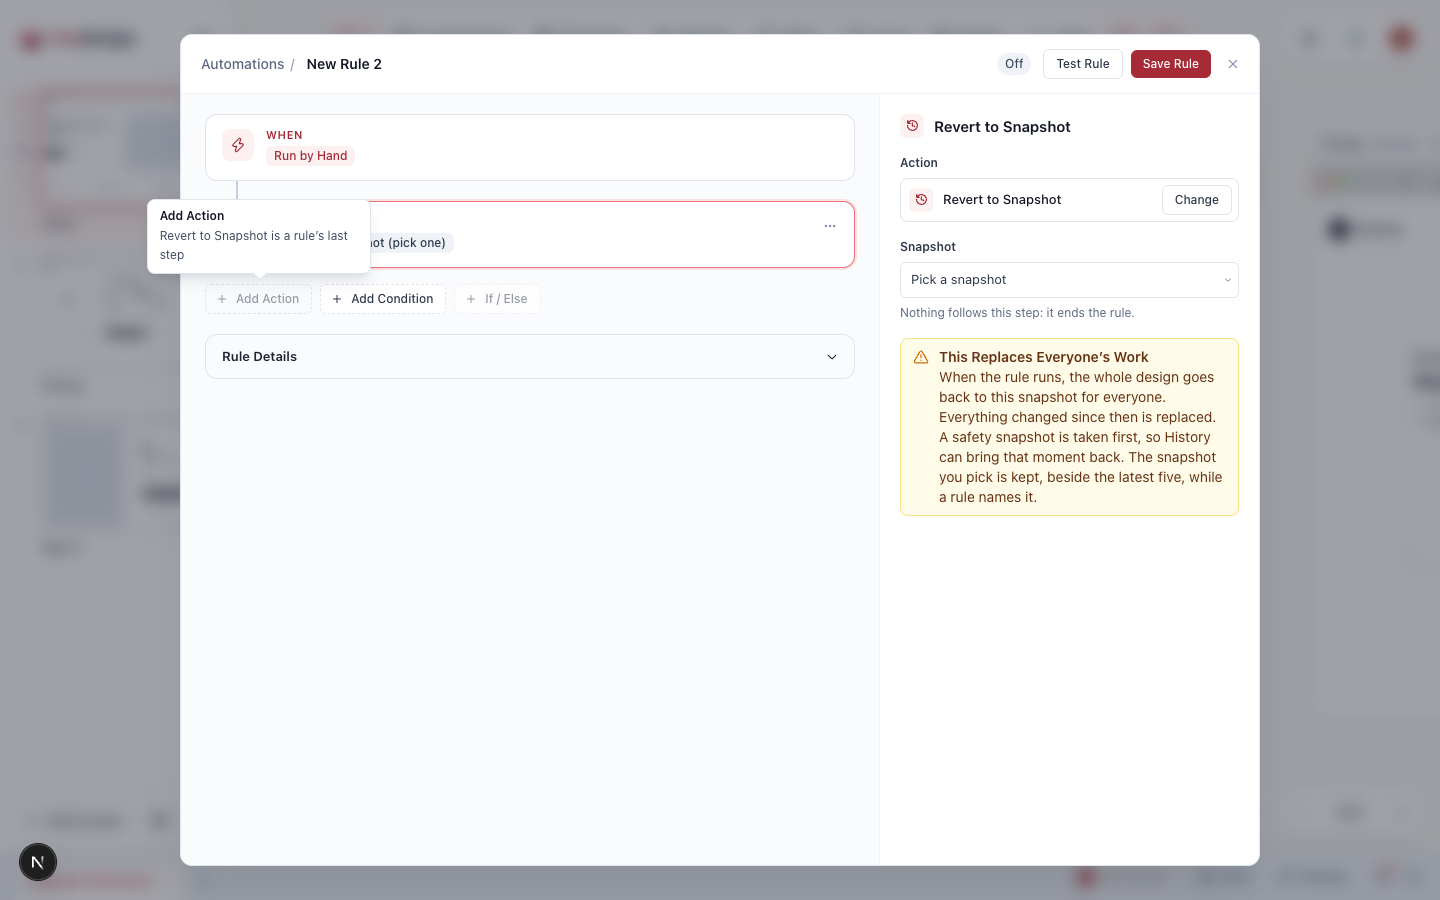 Automations / New Rule 2
Off
Test Rule
Save Rule
WHEN
Run by Hand
Add Action
Revert to Snapshot is a rule’s last
step
(pick one)
Add Action
Add Condition
If / Else
Rule Details
Revert to Snapshot
Action
Revert to Snapshot
Change
Snapshot
Pick a snapshot
Nothing follows this step: it ends the rule.
This Replaces Everyone’s Work
When the rule runs, the whole design goes
back to this snapshot for everyone.
Everything changed since then is replaced.
A safety snapshot is taken first, so History
can bring that moment back. The snapshot
you pick is kept, beside the latest five, while
a rule names it.
N